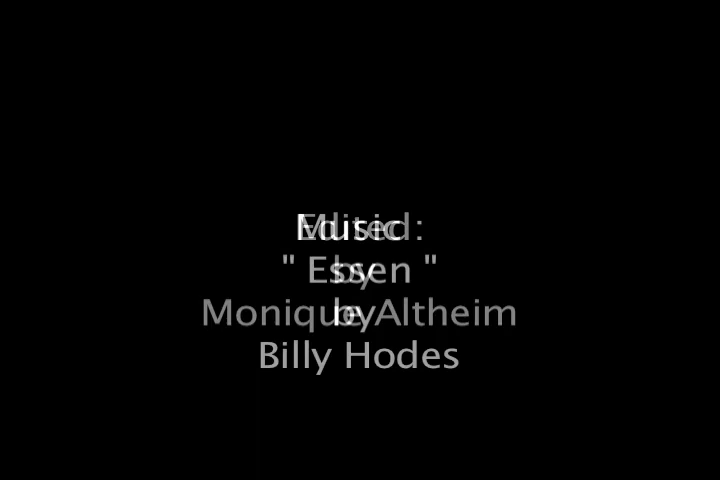 Edited:
by
Monique Altheim
Music
" Essen "
by
Billy Hodes